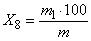 X₈ = m₁ · 100 / m